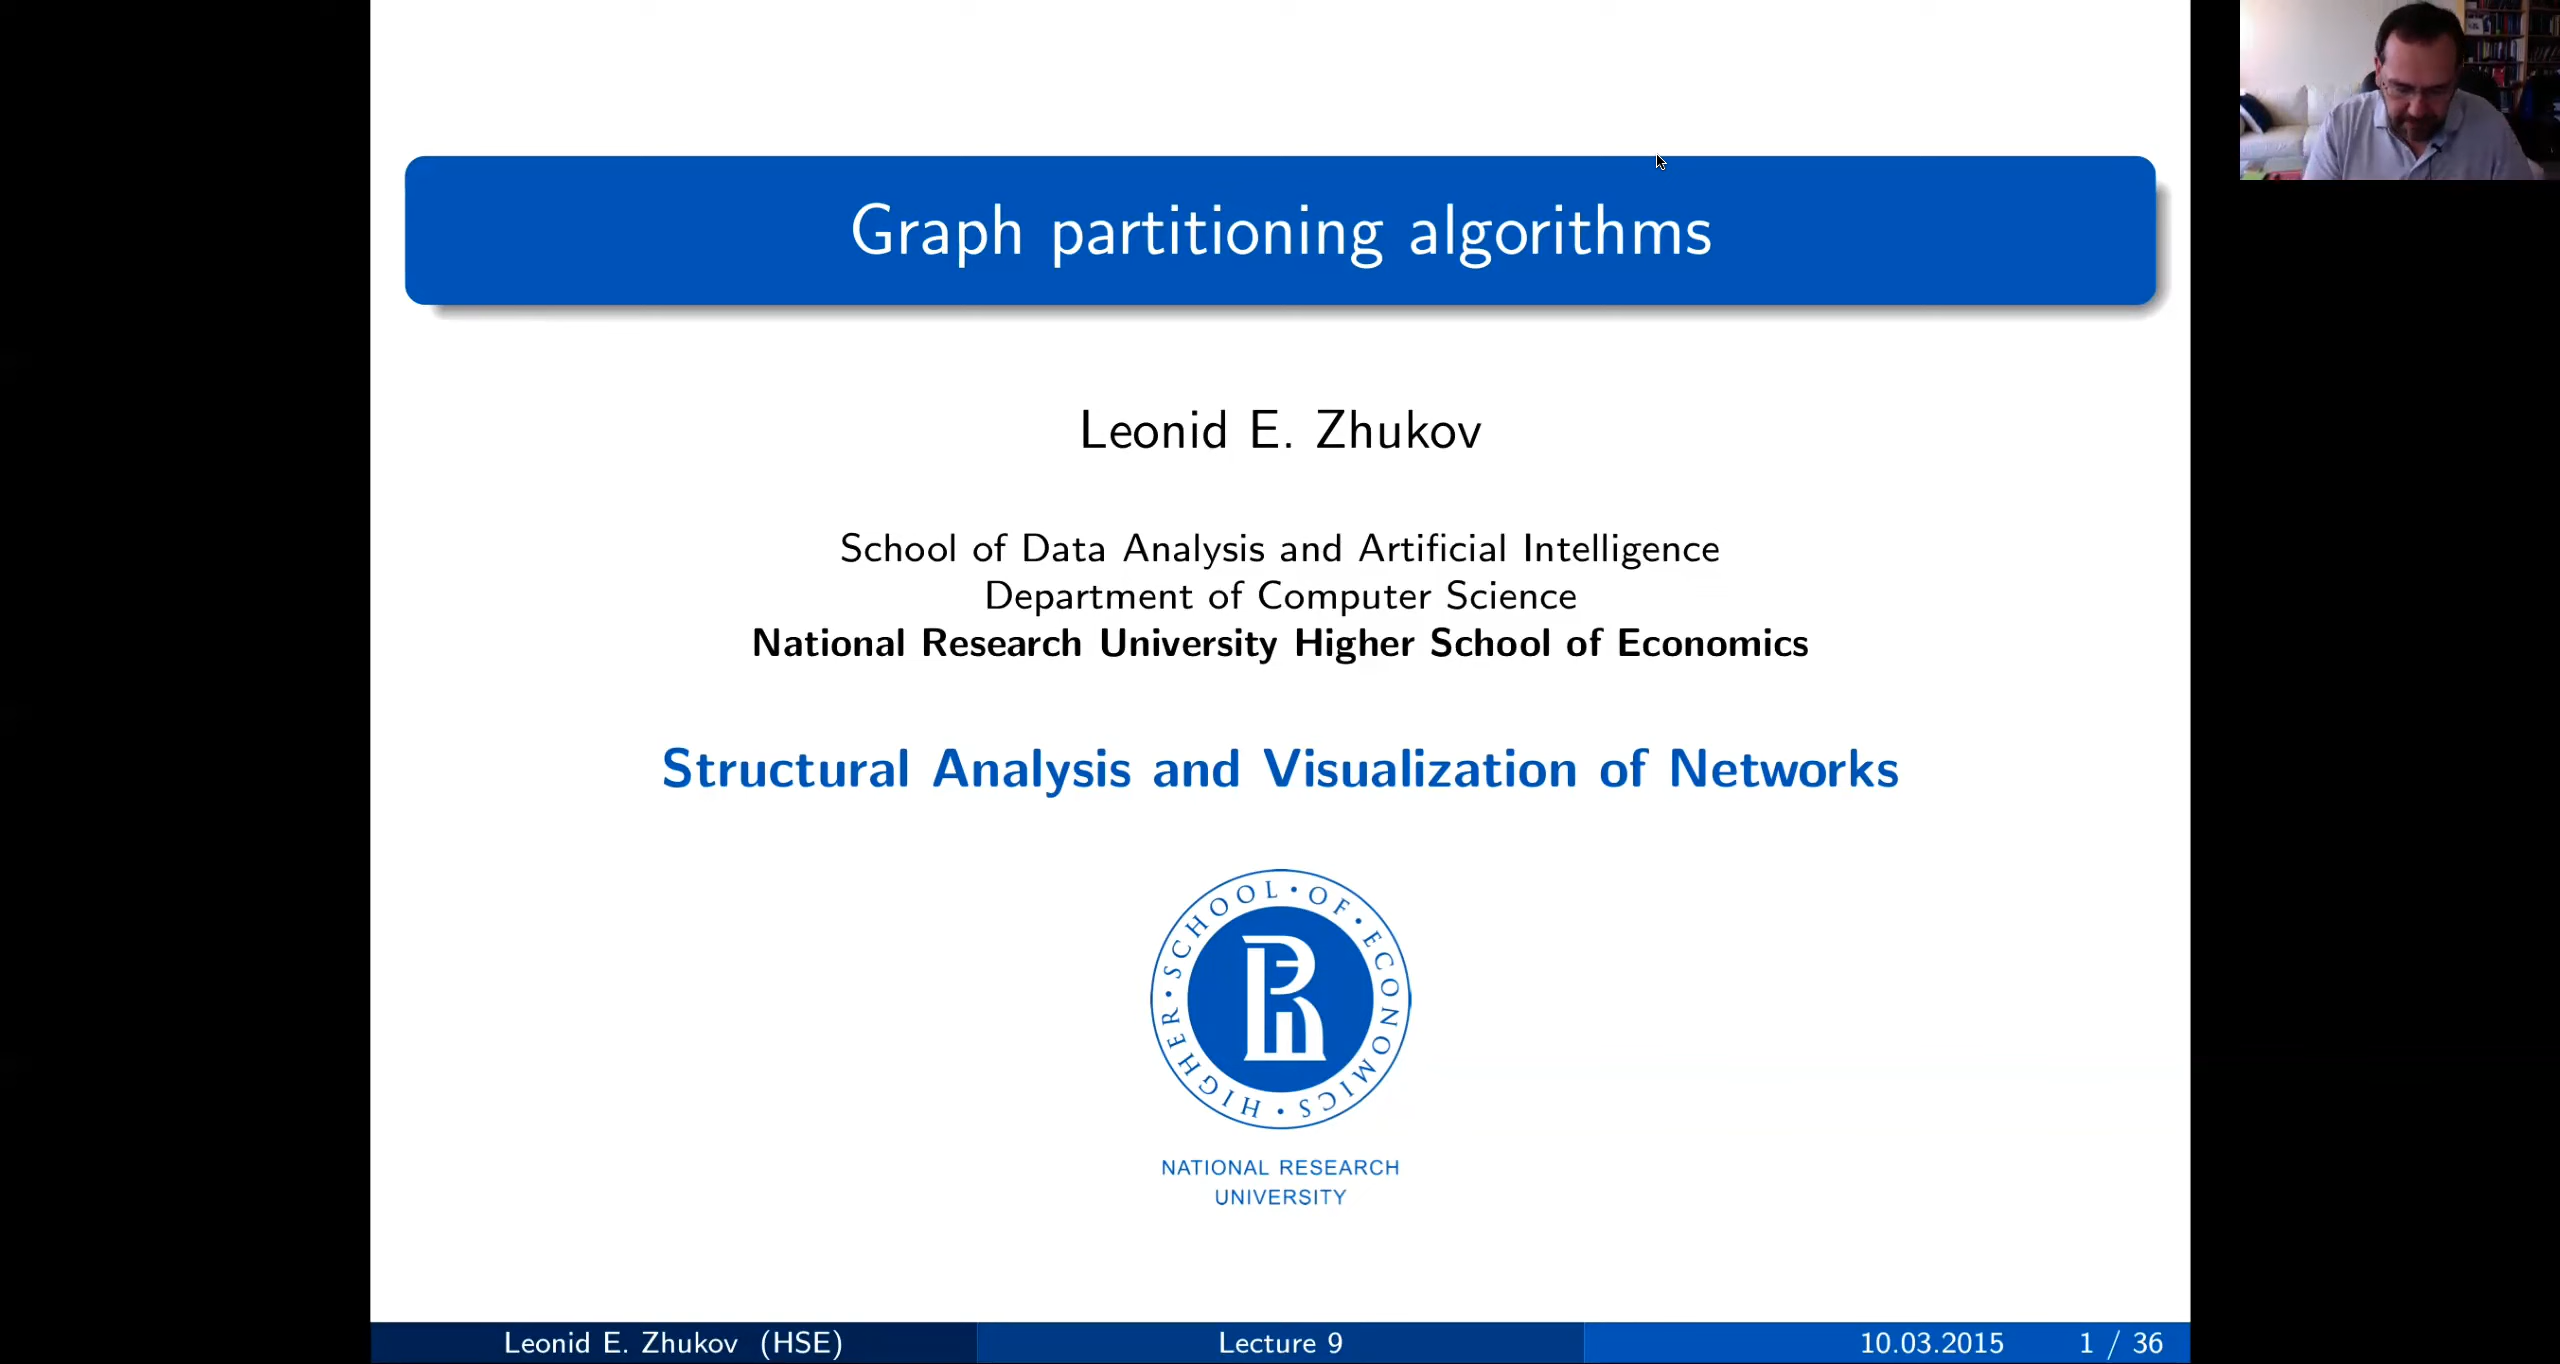 Graph partitioning algorithms
Leonid E. Zhukov
School of Data Analysis and Artificial Intelligence
Department of Computer Science
National Research University Higher School of Economics
Structural Analysis and Visualization of Networks
HIGHER · SCHOOL · OF · ECONOMICS ·
NATIONAL RESEARCH
UNIVERSITY
Leonid E. Zhukov (HSE) Lecture 9 10.03.2015 1 / 36